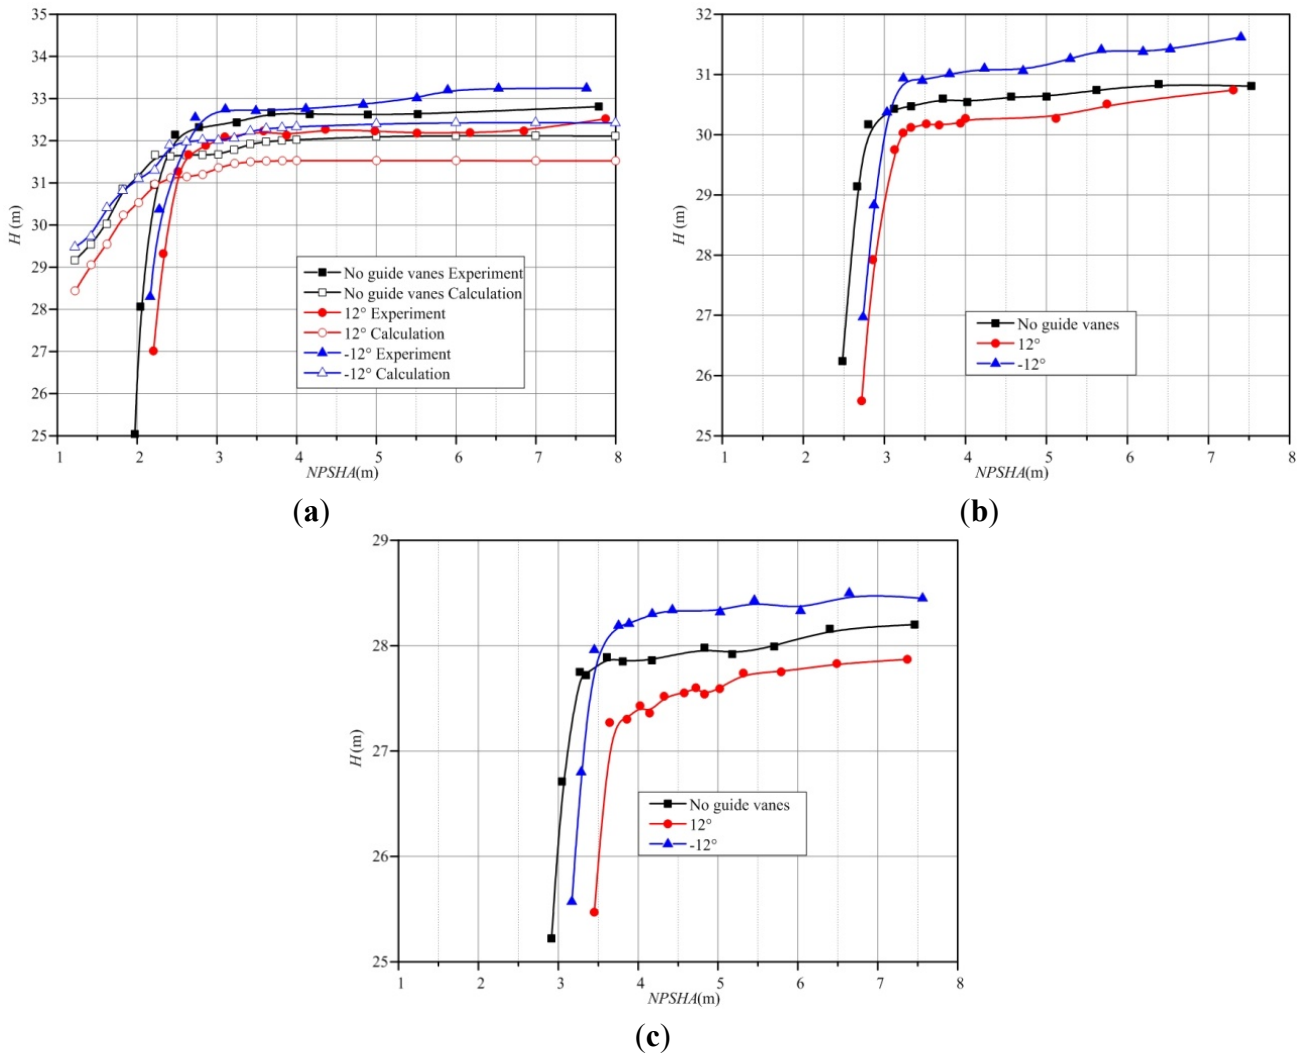 35
34
33
32
31
30
29
28
27
26
25
H (m)
1 2 3 4 5 6 7 8
NPSHA(m)
No guide vanes Experiment
No guide vanes Calculation
12° Experiment
12° Calculation
-12° Experiment
-12° Calculation
(a)
32
31
30
29
28
27
26
25
H (m)
1 2 3 4 5 6 7 8
NPSHA(m)
No guide vanes
12°
-12°
(b)
29
28
27
26
25
H (m)
1 2 3 4 5 6 7 8
NPSHA(m)
No guide vanes
12°
-12°
(c)